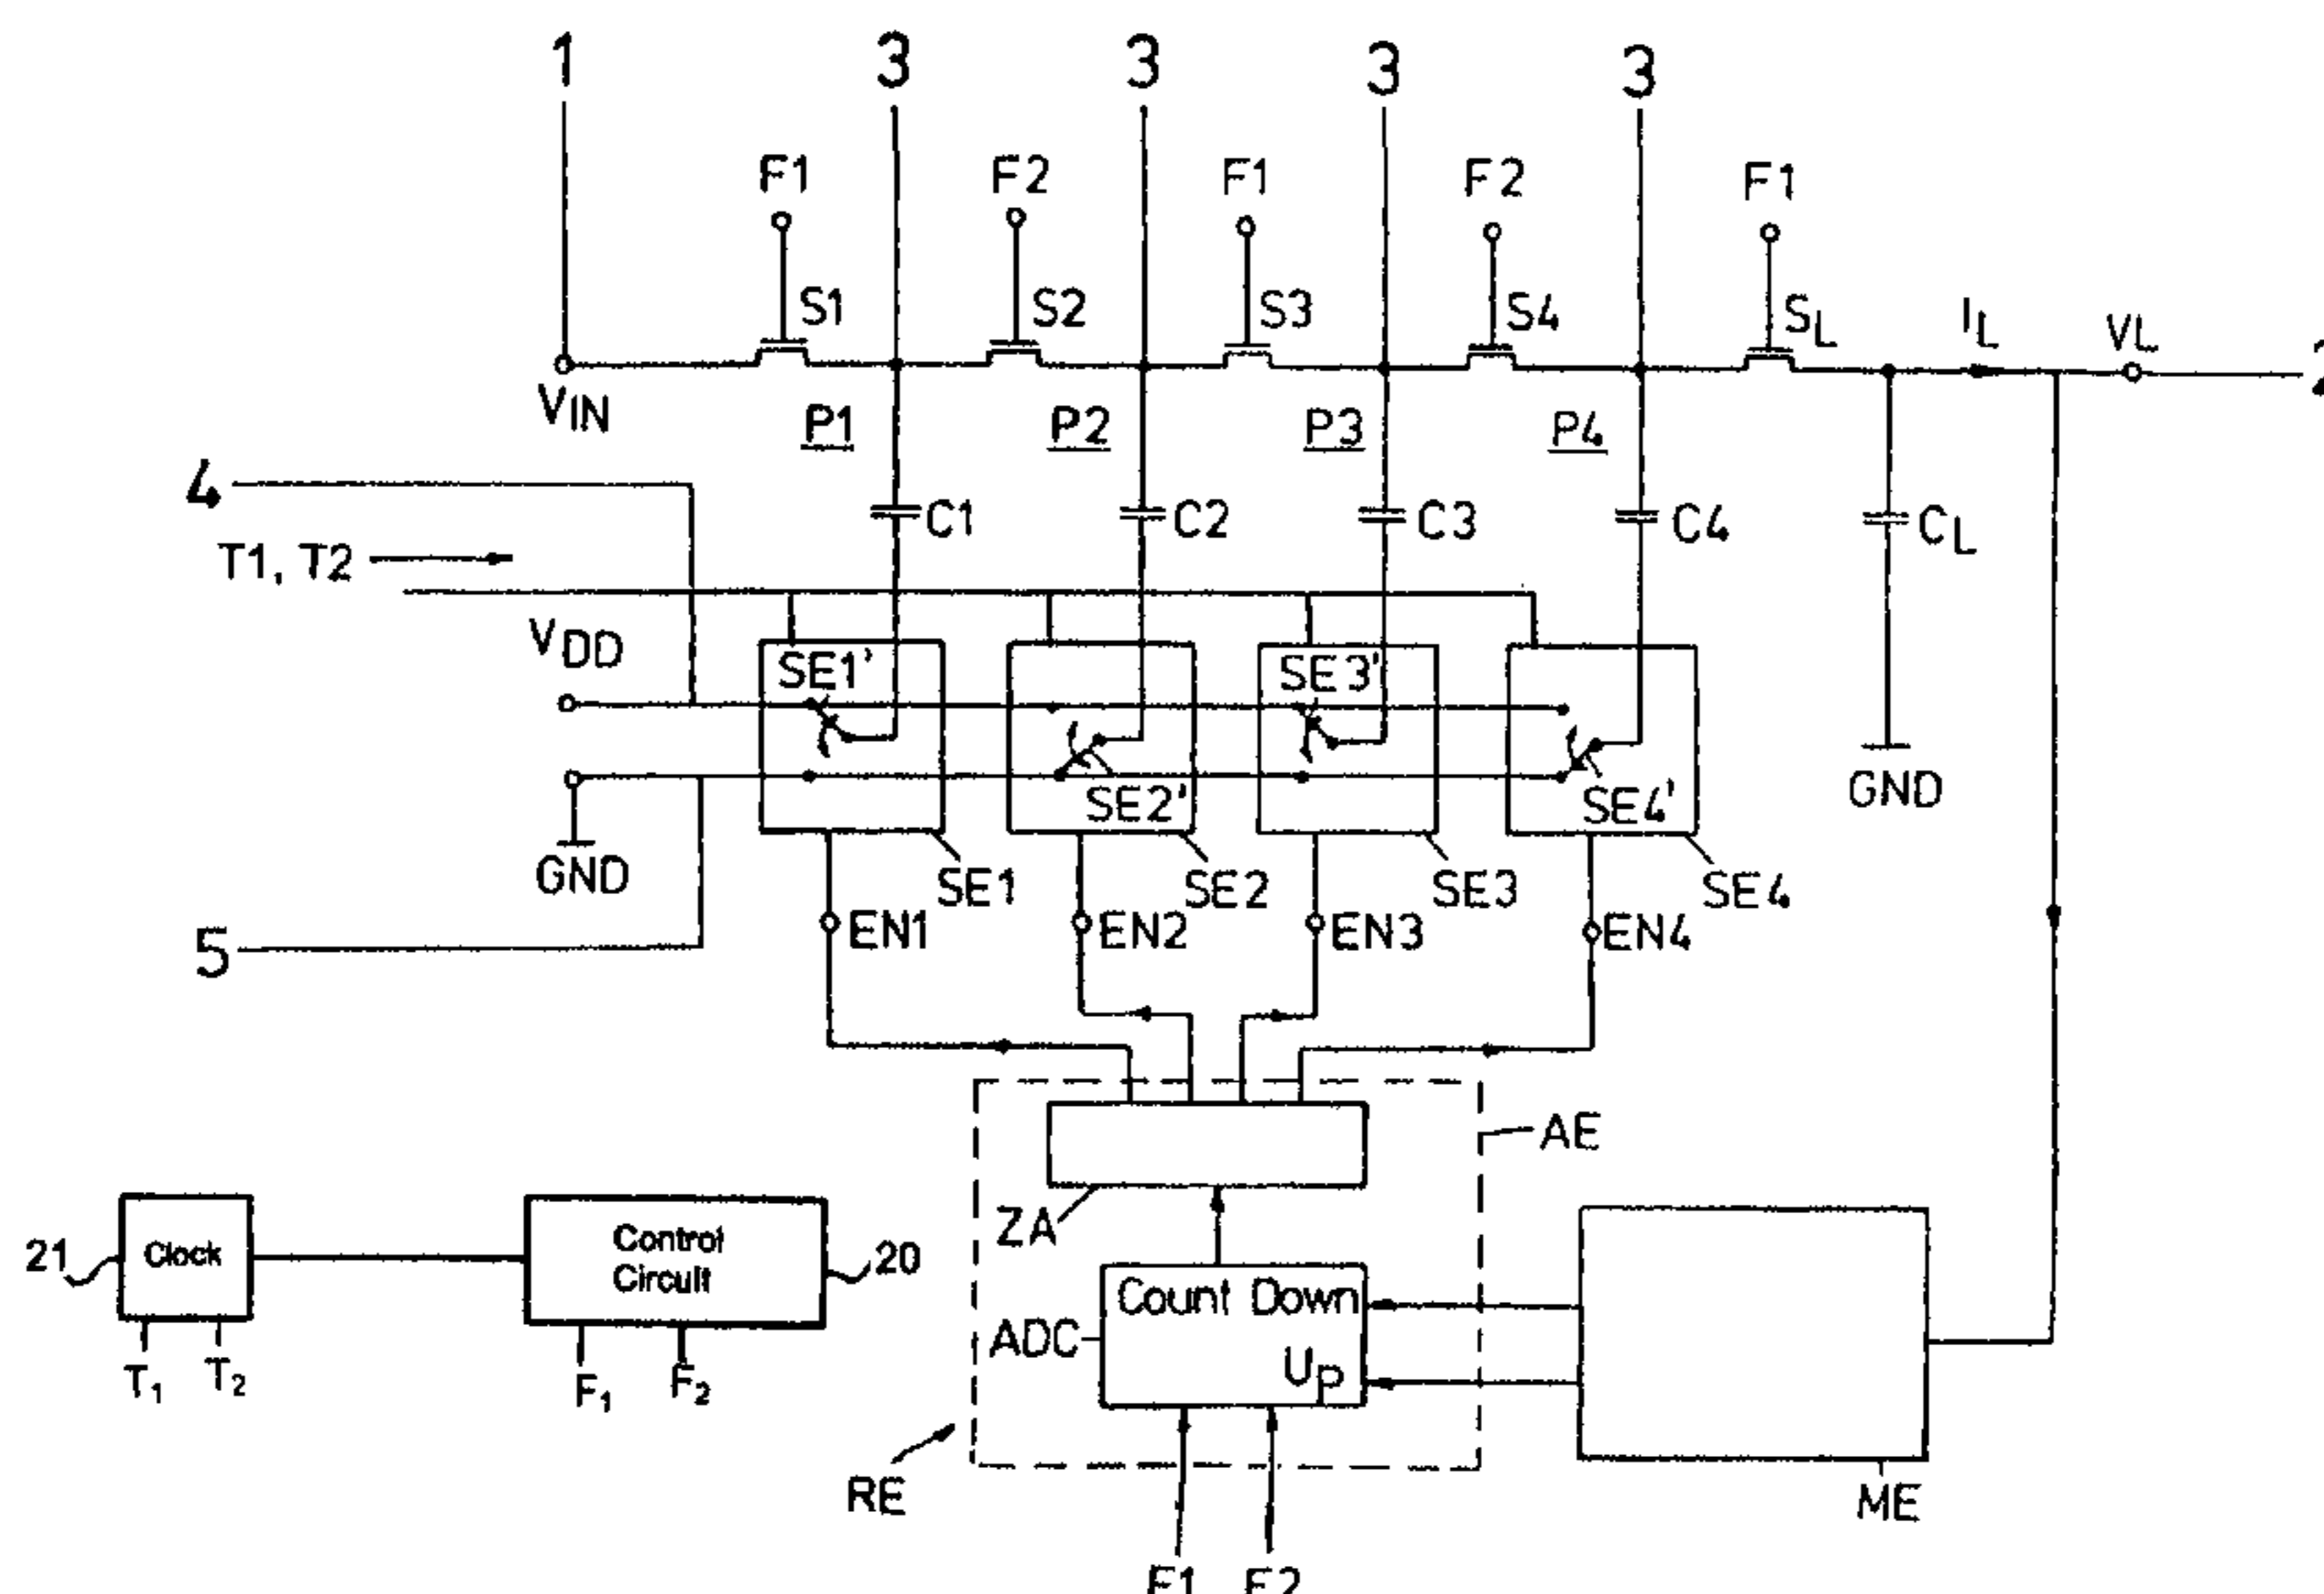 1 3 3 3 3
F1 F2 F1 F2 F1
S1 S2 S3 S4 SL IL VL
VIN
P1 P2 P3 P4
4
C1 C2 C3 C4 CL
T1, T2
VDD
SE1' SE3'
SE2' SE4'
GND
GND
SE1 SE2 SE3 SE4
EN1 EN2 EN3 EN4
5
AE
ZA
21 Clock
Control
Circuit
20
Count Down
ADC
UP
T1 T2
F1 F2
RE
ME